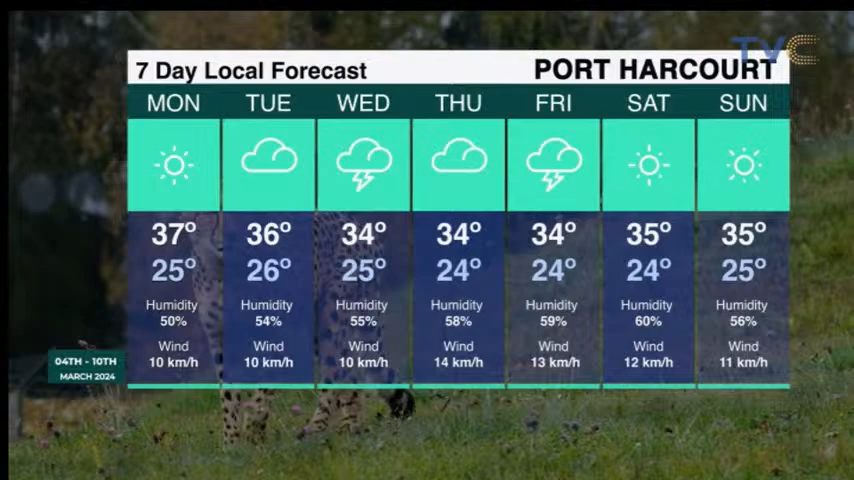 TVC
7 Day Local Forecast PORT HARCOURT
MON TUE WED THU FRI SAT SUN
37º 36º 34º 34º 34º 35º 35º
25º 26º 25º 24º 24º 24º 25º
Humidity Humidity Humidity Humidity Humidity Humidity Humidity
50% 54% 55% 58% 59% 60% 56%
Wind Wind Wind Wind Wind Wind Wind
10 km/h 10 km/h 10 km/h 14 km/h 13 km/h 12 km/h 11 km/h
04TH - 10TH
MARCH 2024